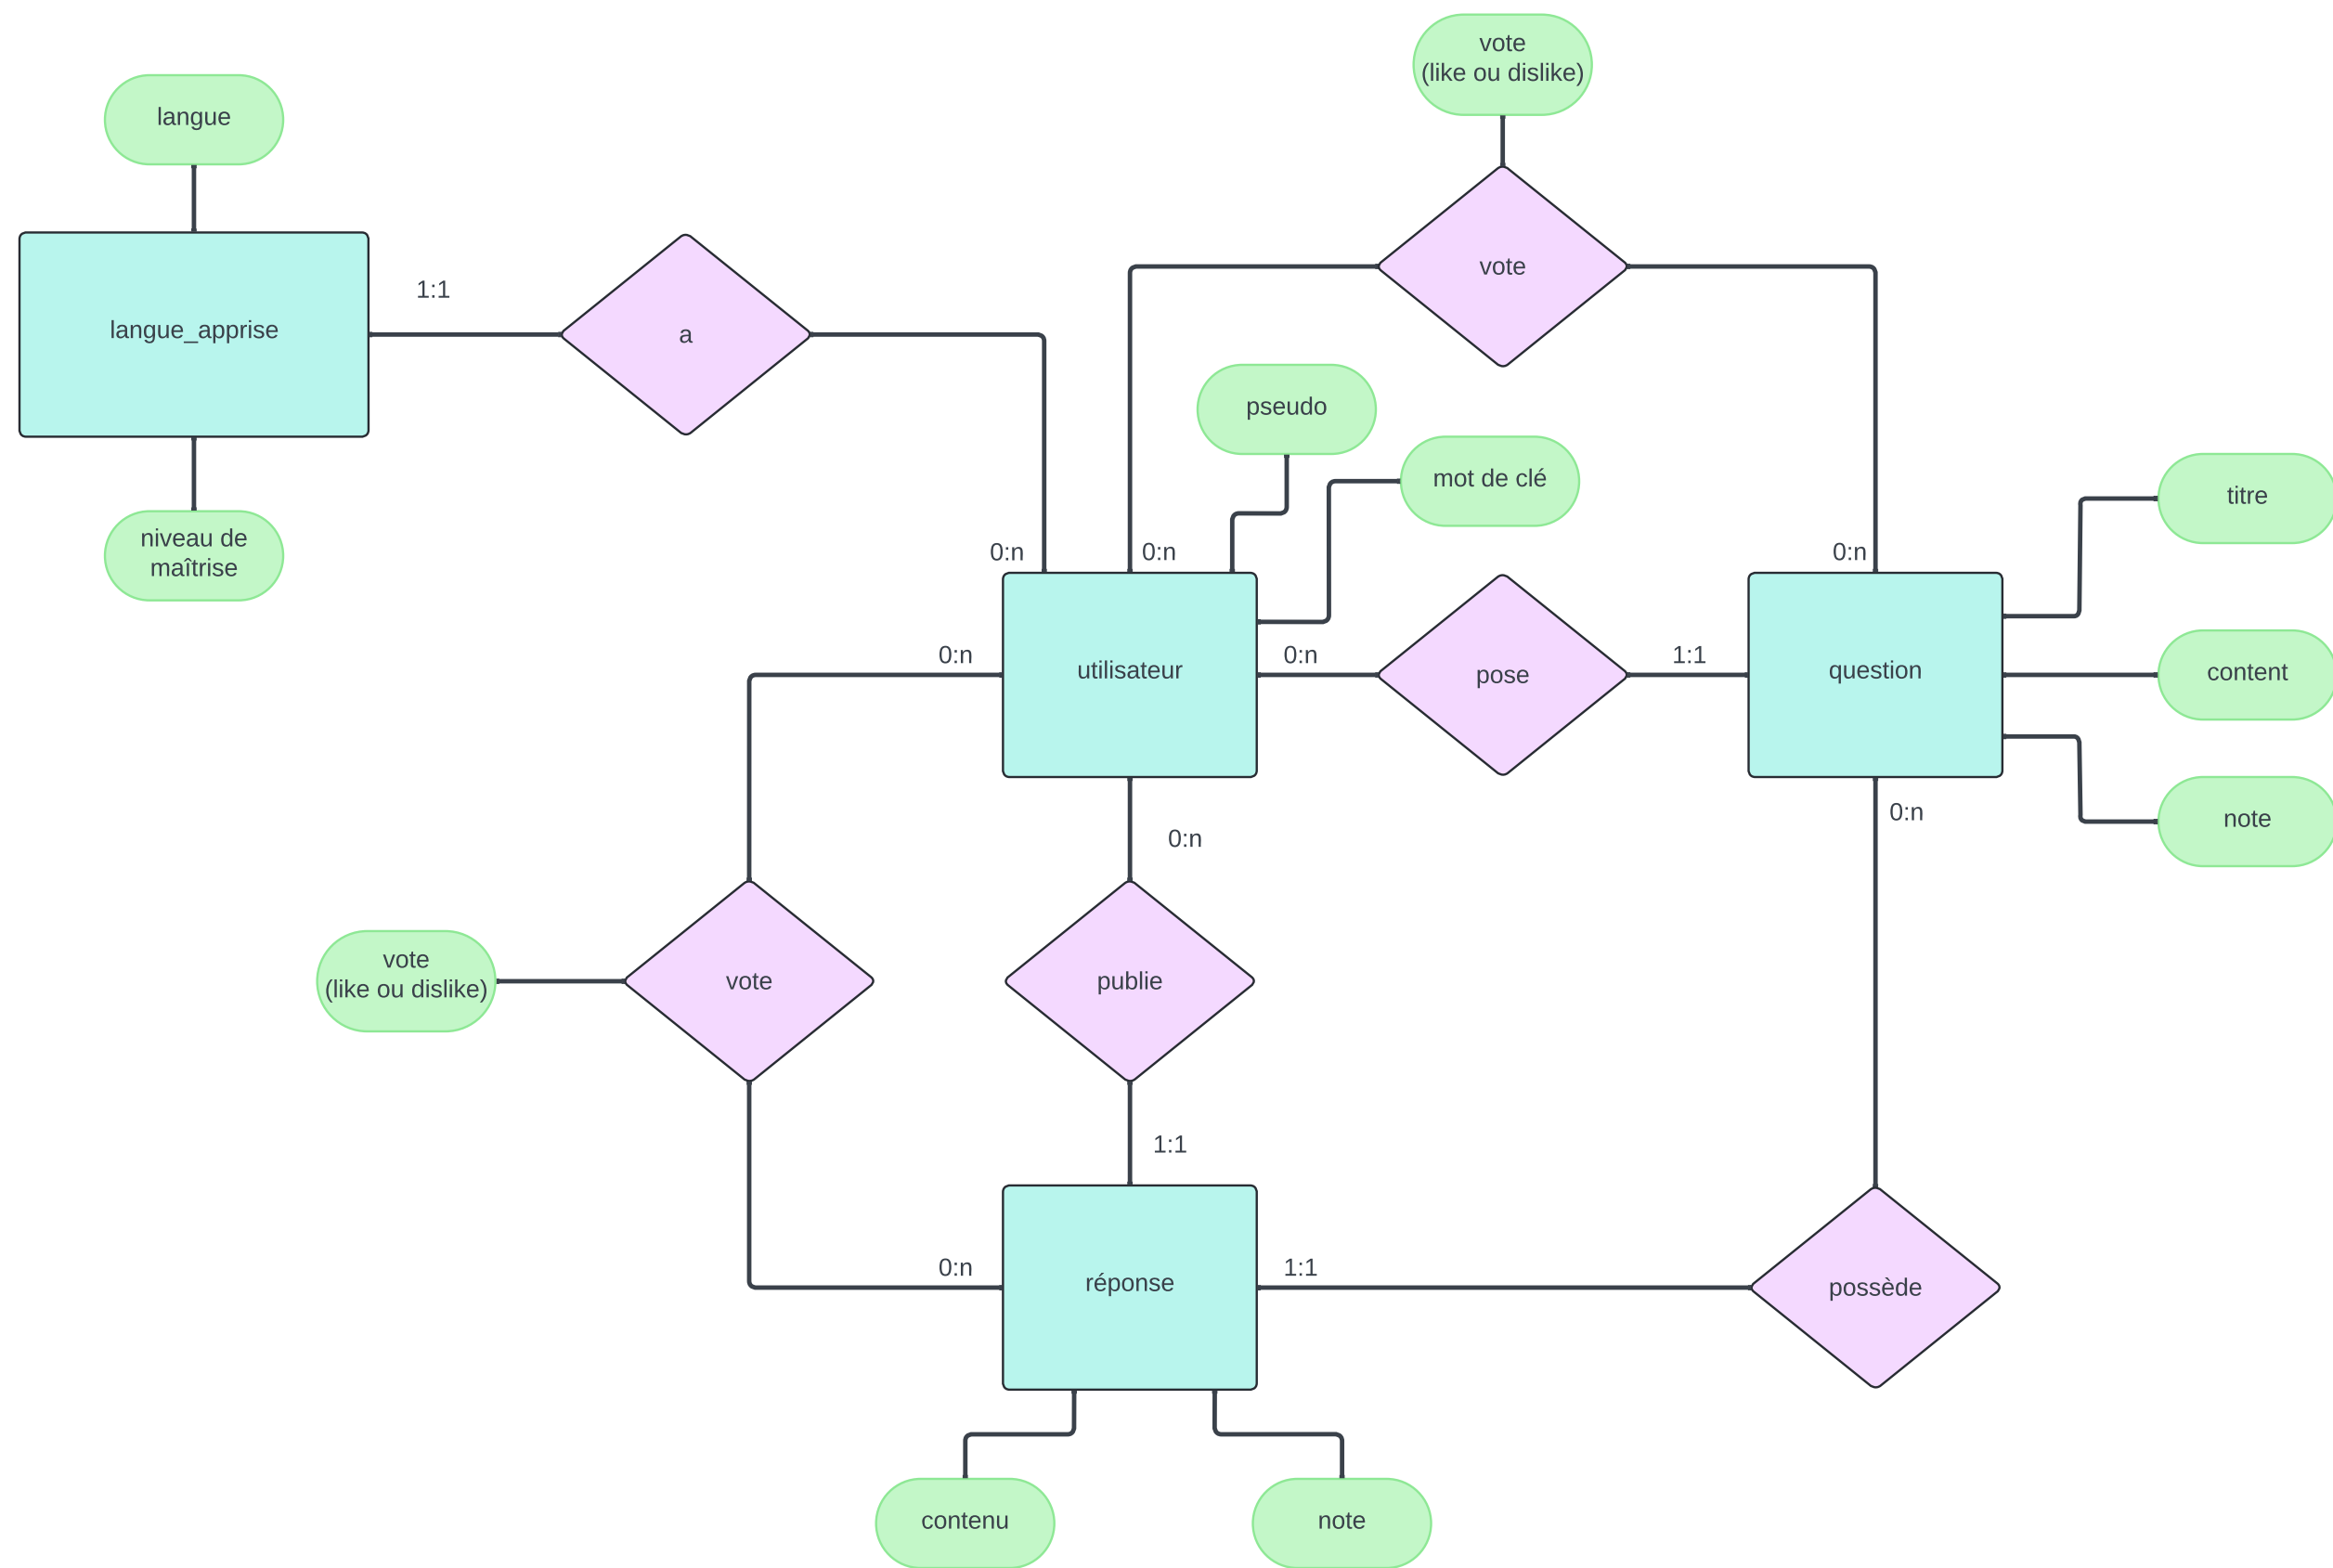 vote
(like ou dislike)
langue
vote
1:1
langue_apprise
a
pseudo
mot de clé
titre
niveau de
maîtrise
0:n
0:n
0:n
0:n
0:n
1:1
utilisateur
pose
question
content
0:n
0:n
note
vote
(like ou dislike)
vote
publie
1:1
0:n
1:1
réponse
possède
contenu
note